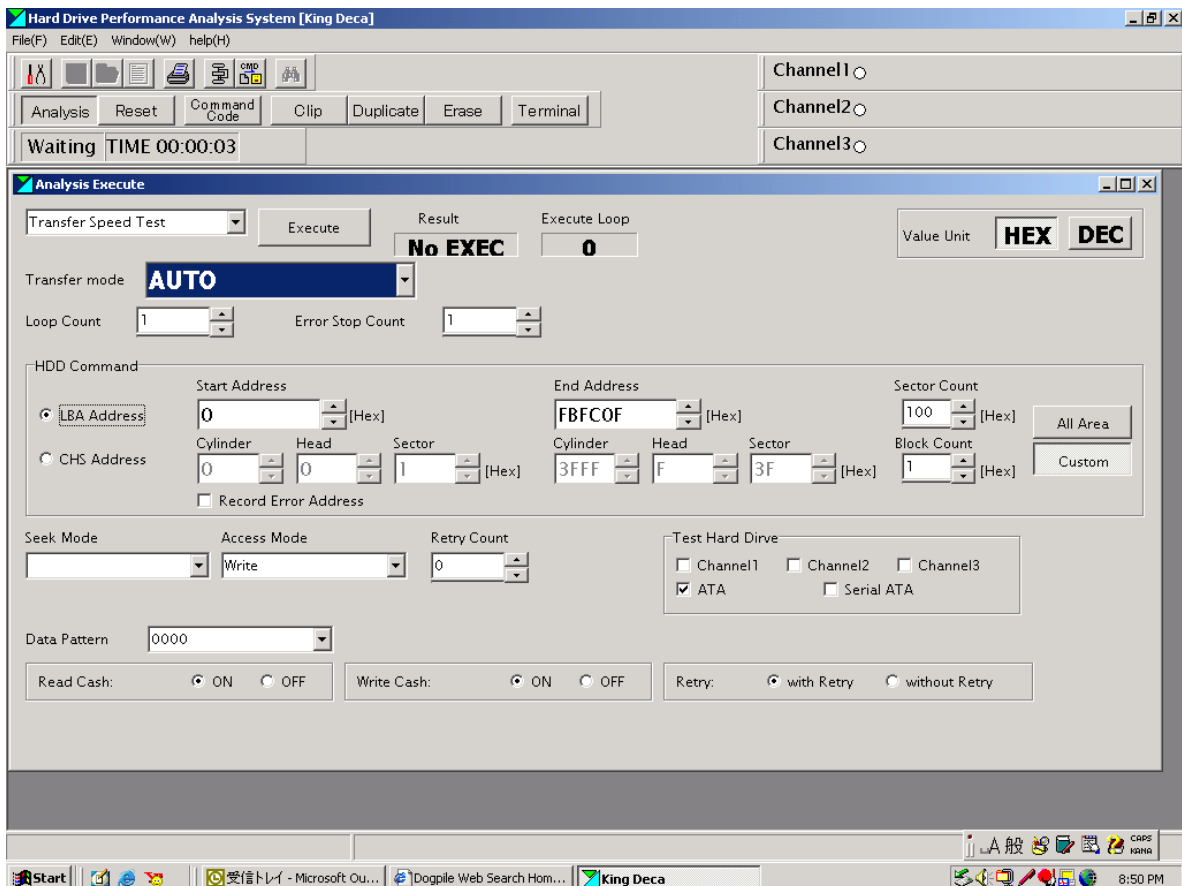 Hard Drive Performance Analysis System [King Deca]
File(F) Edit(E) Window(W) help(H)
CMD
Channel1
Analysis Reset Command Code Clip Duplicate Erase Terminal
Channel2
Waiting TIME 00:00:03
Channel3
Analysis Execute
Transfer Speed Test Execute
Result Execute Loop
No EXEC 0
Value Unit HEX DEC
Transfer mode AUTO
Loop Count 1 Error Stop Count 1
HDD Command
Start Address End Address Sector Count
LBA Address 0 [Hex] FBFC0F [Hex] 100 [Hex] All Area
Cylinder Head Sector Cylinder Head Sector Block Count
CHS Address 0 0 1 [Hex] 3FFF F 3F [Hex] 1 [Hex] Custom
Record Error Address
Seek Mode Access Mode Retry Count Test Hard Dirve
Write 0
Channel1 Channel2 Channel3
ATA Serial ATA
Data Pattern 0000
Read Cash: ON OFF Write Cash: ON OFF Retry: with Retry without Retry
A 般 CAPS KANA
Start 受信トレイ - Microsoft Ou... Dogpile Web Search Hom... King Deca 8:50 PM